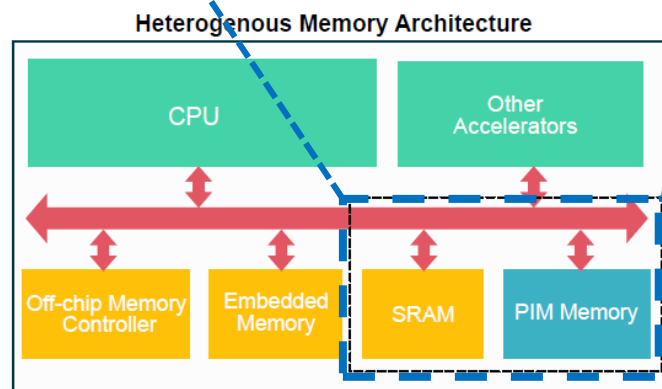 Heterogenous Memory Architecture
CPU
Other
Accelerators
Off-chip Memory
Controller
Embedded
Memory
SRAM
PIM Memory